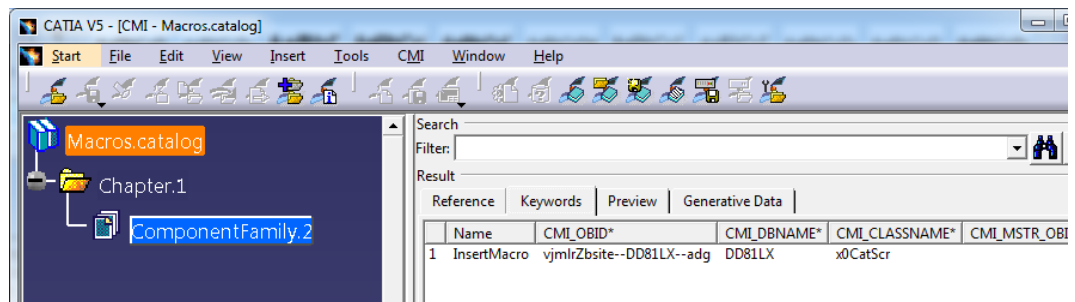 CATIA V5 - [CMI - Macros.catalog]
Start File Edit View Insert Tools CMI Window Help
Macros.catalog
Chapter.1
ComponentFamily.2
Search
Filter:
Result
Reference Keywords Preview Generative Data
Name CMI_OBID* CMI_DBNAME* CMI_CLASSNAME* CMI_MSTR_OBI
1 InsertMacro vjmlrZbsite--DD81LX--adg DD81LX x0CatScr